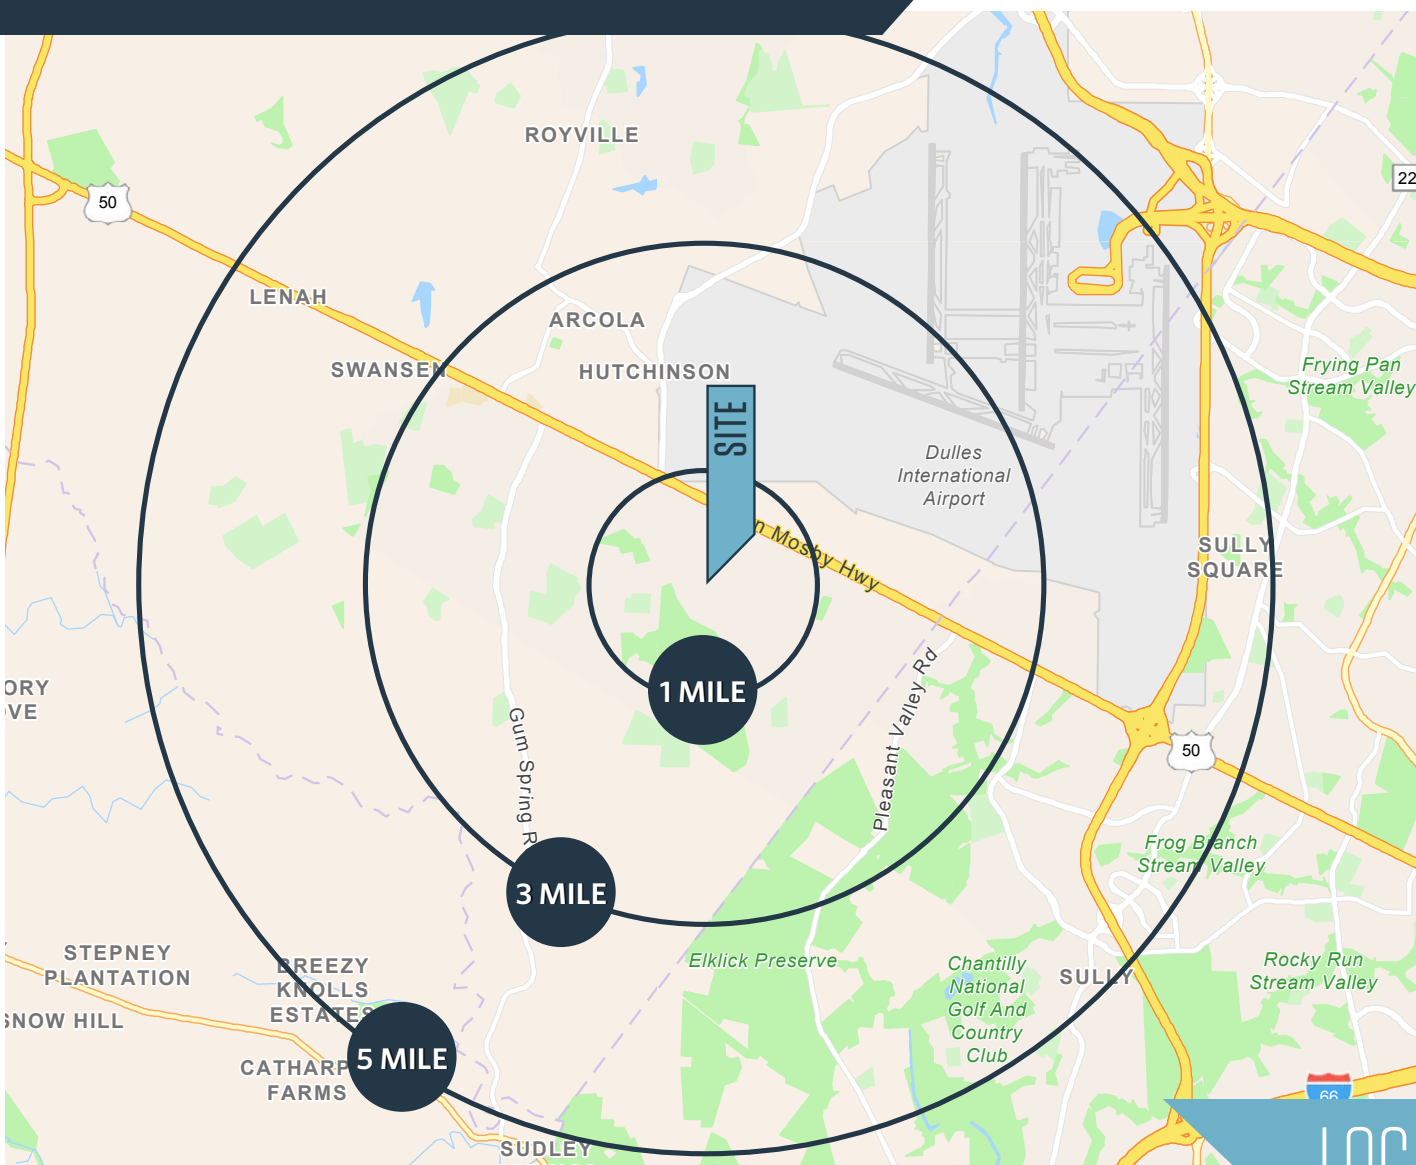 ROYVILLE
22
50
LENAH
ARCOLA
SWANSEN
HUTCHINSON
Frying Pan
Stream Valley
SITE
Dulles
International
Airport
n Mosby Hwy
SULLY
SQUARE
ORY
VE
1 MILE
Pleasant Valley Rd
Gum Spring R
50
Frog Branch
Stream Valley
3 MILE
STEPNEY
PLANTATION
BREEZY
KNOLLS
ESTATES
Elklick Preserve
Chantilly
National
Golf And
Country
Club
SULLY
Rocky Run
Stream Valley
SNOW HILL
5 MILE
CATHARP
FARMS
66
SUDLEY